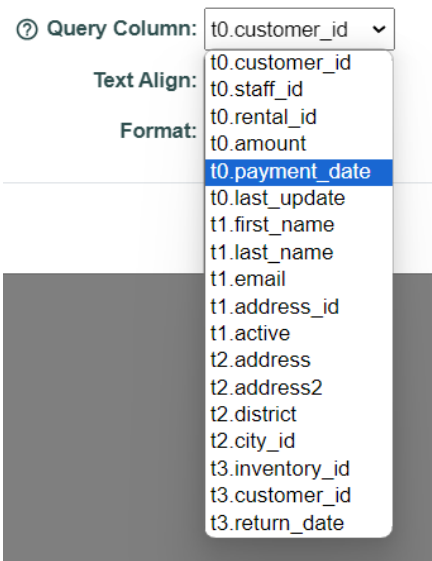 ? Query Column: t0.customer_id
t0.customer_id
Text Align:
t0.staff_id
t0.rental_id
Format:
t0.amount
t0.payment_date
t0.last_update
t1.first_name
t1.last_name
t1.email
t1.address_id
t1.active
t2.address
t2.address2
t2.district
t2.city_id
t3.inventory_id
t3.customer_id
t3.return_date